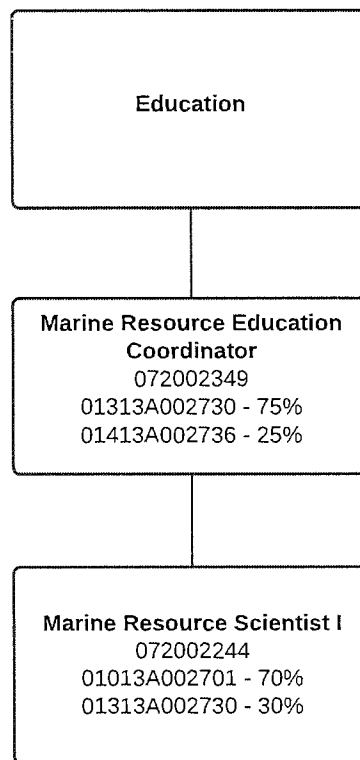 Education
Marine Resource Education
Coordinator
072002349
01313A002730 - 75%
01413A002736 - 25%
Marine Resource Scientist I
072002244
01013A002701 - 70%
01313A002730 - 30%